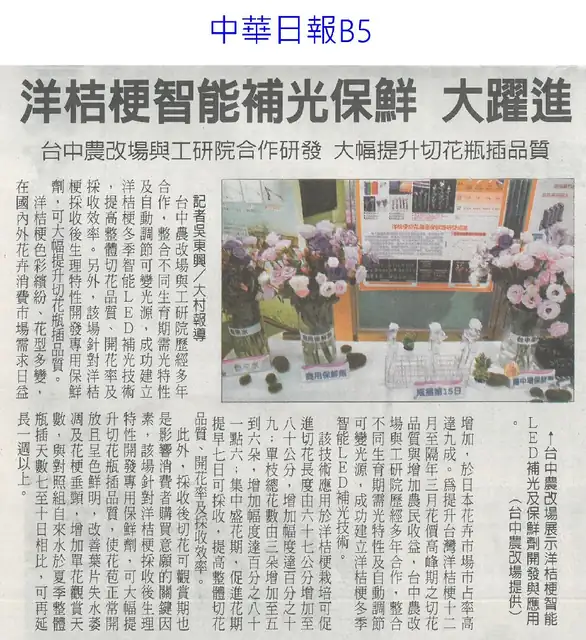 中華日報B5
洋桔梗智能補光保鮮 大躍進
台中農改場與工研院合作研發 大幅提升切花瓶插品質
記者吳東興/大村報導
台中農改場與工研院歷經多年
合作,整合不同生育期需光特性
及自動調節可變光源,成功建立
洋桔梗冬季智能LED補光技術
,提高整體切花品質、開花率及
採收效率。另外,該場針對洋桔
梗採收後生理特性開發專用保鮮
劑,可大幅提升切花瓶插品質。
洋桔梗色彩繽紛、花型多變,
在國內外花卉消費市場需求日益
增加,於日本花卉市場市占率高
達九成。為提升台灣洋桔梗十二
月至隔年三月花價高峰期之切花
品質與增加農民收益,台中農改
場與工研院歷經多年合作,整合
不同生育期需光特性及自動調節
可變光源,成功建立洋桔梗冬季
智能LED補光技術。
該技術應用於洋桔梗栽培可促
進切花長度由六十七公分增加至
八十公分,增加幅度達百分之十
九;單枝總花數由三朵增加至五
到六朵,增加幅度達百分之八十
一點六;集中盛花期,促進花期
提早七日可採收,提高整體切花
品質、開花率及採收效率。
此外,採收後切花可觀賞期也
是影響消費者購買意願的關鍵因
素,該場針對洋桔梗採收後生理
特性開發專用保鮮劑,可大幅提
升切花瓶插品質,使花苞正常開
放且呈色鮮明,改善葉片失水萎
凋及花梗垂頸,增加單花觀賞天
數,與對照組自來水於夏季整體
瓶插天數七至十日相比,可再延
長一週以上。
商用保鮮劑
瓶插第15日
臺中場保鮮劑
↑台中農改場展示洋桔梗智能
LED補光及保鮮劑開發與應用
。
(台中農改場提供)